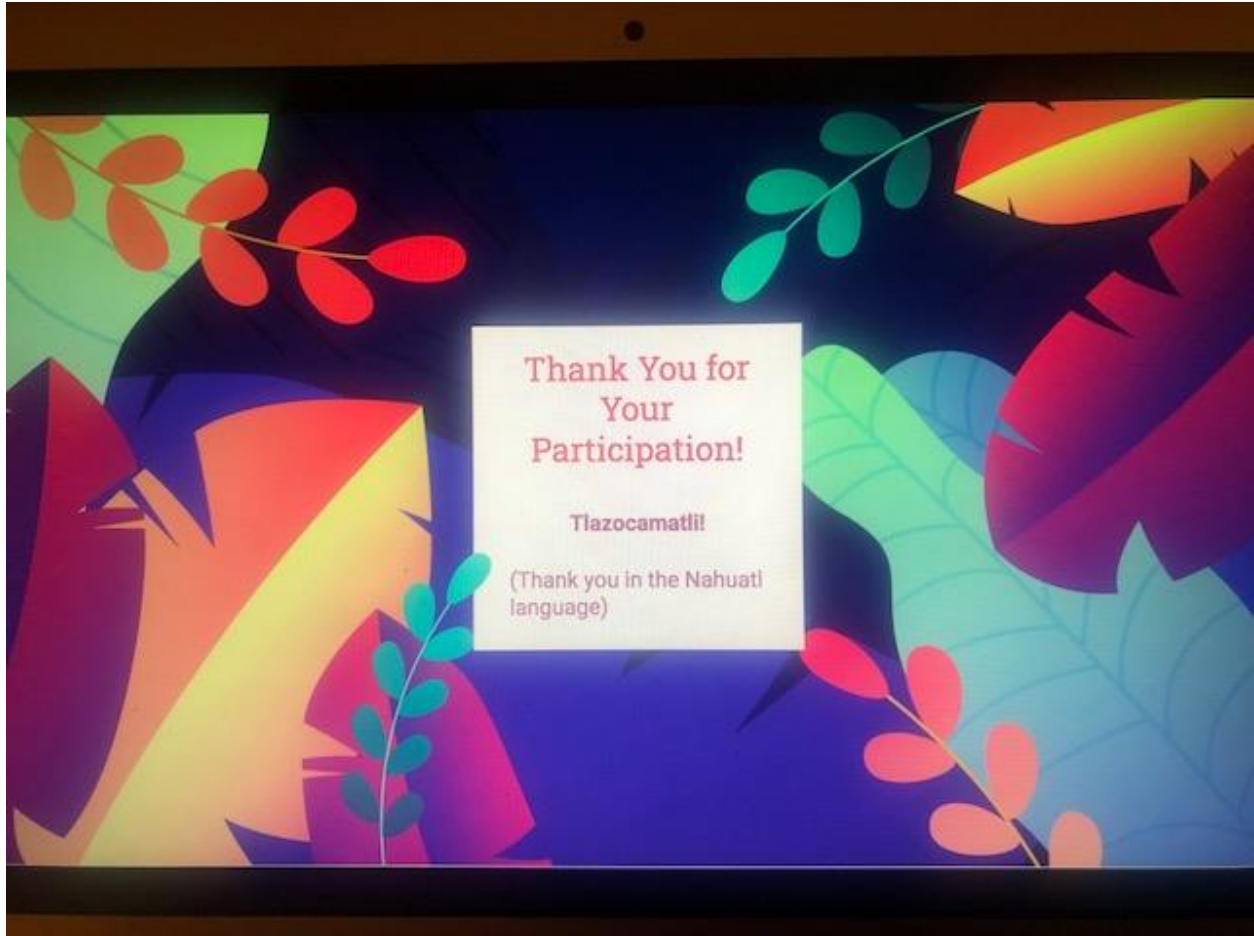 Thank You for
Your
Participation!
Tlazocamatli!
(Thank you in the Nahuatl
language)